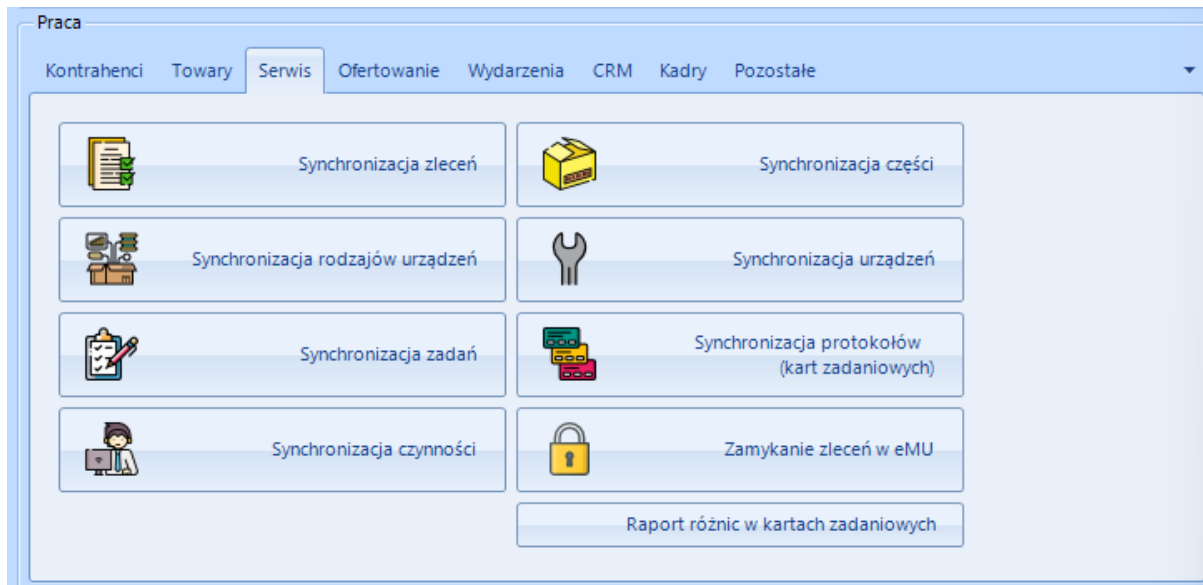 Praca
Kontrahenci Towary Serwis Ofertowanie Wydarzenia CRM Kadry Pozostałe
Synchronizacja zleceń
Synchronizacja części
Synchronizacja rodzajów urządzeń
Synchronizacja urządzeń
Synchronizacja zadań
Synchronizacja protokołów
(kart zadaniowych)
Synchronizacja czynności
Zamykanie zleceń w eMU
Raport różnic w kartach zadaniowych